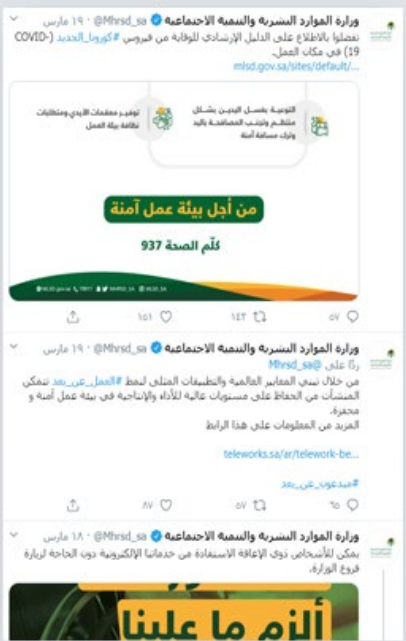 وزارة الموارد البشرية والتنمية الاجتماعية @Mhrsd_sa · ١٩ مارس
تفضلوا بالاطلاع على الدليل الإرشادي للوقاية من فيروس #كورونا_الجديد (COVID-
19) في مكان العمل.
mlsd.gov.sa/sites/default/...
التوعية بغسل اليدين بشكل
منتظم وتجنب المصافحة باليد
وترك مسافة آمنة
توفير معقمات الأيدي ومتطلبات
نظافة بيئة العمل
من أجل بيئة عمل آمنة
كلّم الصحة 937
٥٧ ١٤٣ ١٥١
وزارة الموارد البشرية والتنمية الاجتماعية @Mhrsd_sa · ١٩ مارس
ردًا على @Mhrsd_sa
من خلال تبني المعايير العالمية والتطبيقات المثلى لنمط #العمل_عن_بعد تتمكن
المنشآت من الحفاظ على مستويات عالية للأداء والإنتاجية في بيئة عمل آمنة و
محفزة.
المزيد من المعلومات على هذا الرابط
teleworks.sa/ar/telework-be...
#مبدعون_عن_بعد
٥٧ ٨٧
وزارة الموارد البشرية والتنمية الاجتماعية @Mhrsd_sa · ١٨ مارس
يمكن للأشخاص ذوي الإعاقة الاستفادة من خدماتنا الإلكترونية دون الحاجة لزيارة
فروع الوزارة.
ألزم ما علينا